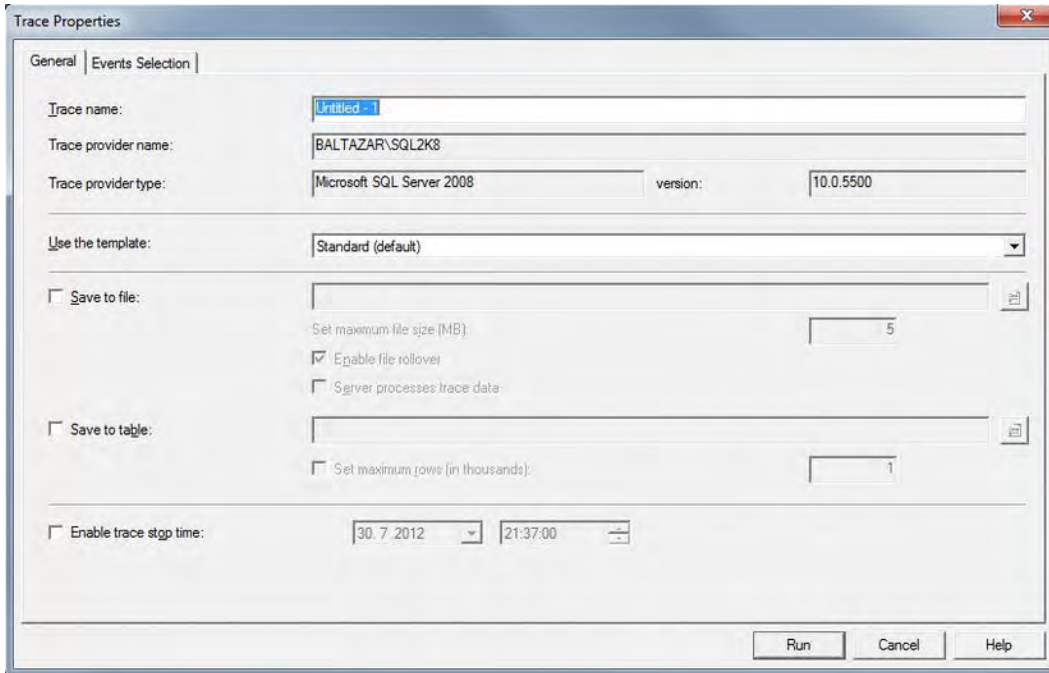 Trace Properties
General Events Selection
Trace name: Untitled - 1
Trace provider name: BALTAZAR\SQL2K8
Trace provider type: Microsoft SQL Server 2008 version: 10.0.5500
Use the template: Standard (default)
Save to file:
Set maximum file size (MB): 5
Enable file rollover
Server processes trace data
Save to table:
Set maximum rows (in thousands): 1
Enable trace stop time: 30. 7 .2012 21:37:00
Run Cancel Help